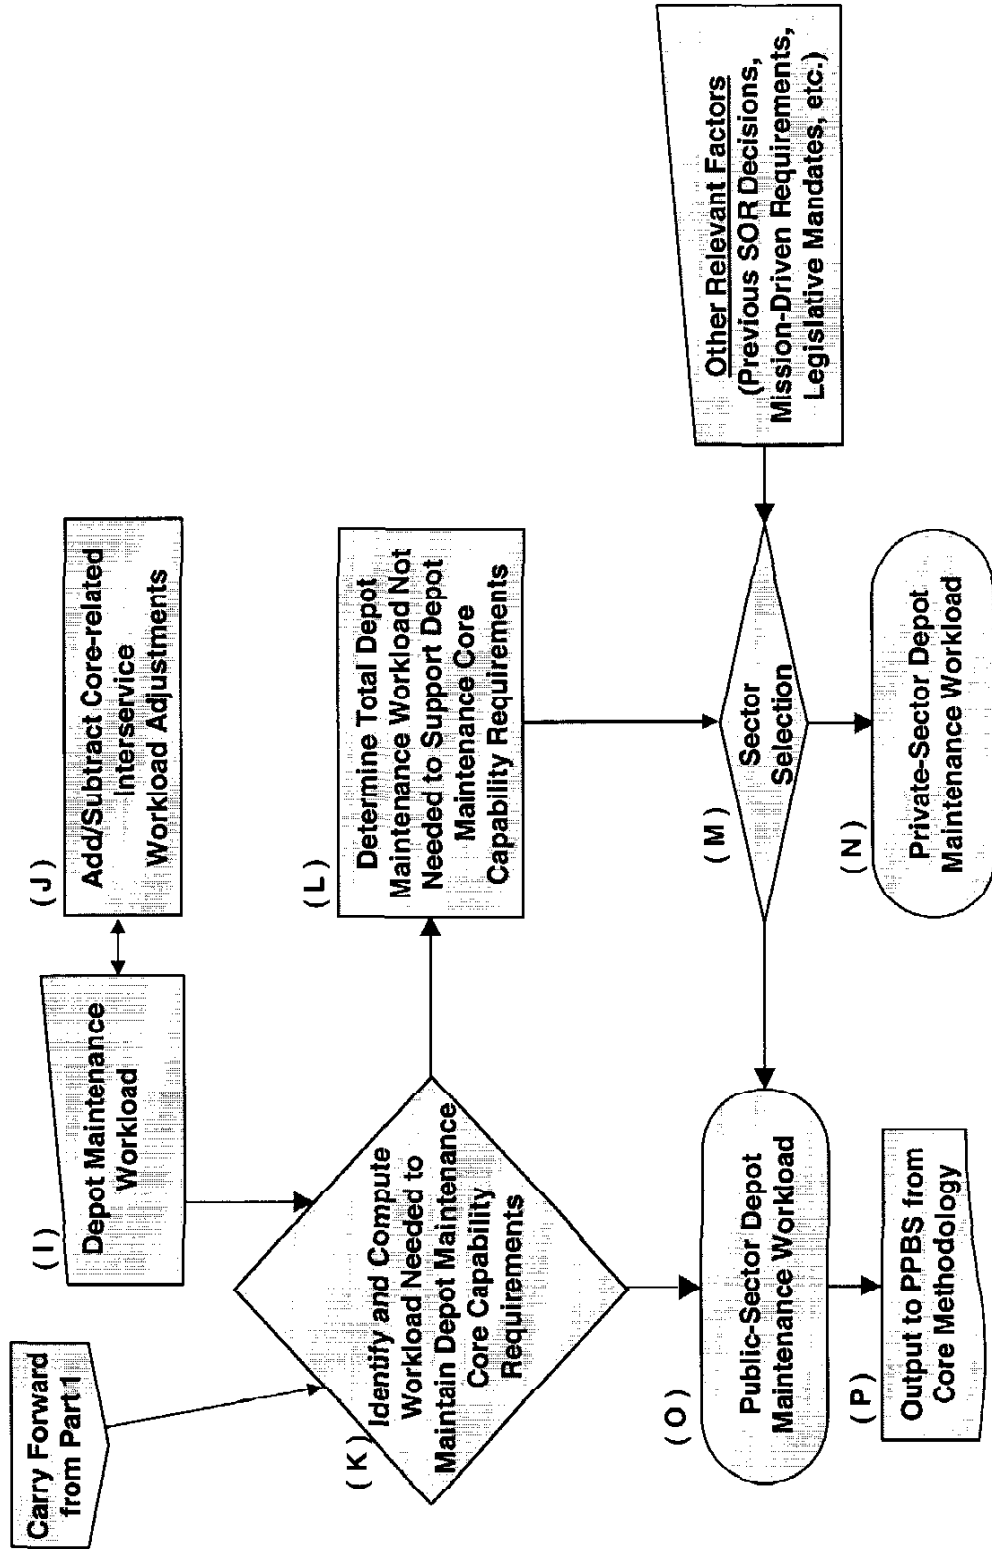 Carry Forward
from Part 1
( I )
Depot Maintenance
Workload
( J )
Add/Subtract Core-related
Interservice
Workload Adjustments
( K )
Identify and Compute
Workload Needed to
Maintain Depot Maintenance
Core Capability
Requirements
( L )
Determine Total Depot
Maintenance Workload Not
Needed to Support Depot
Maintenance Core
Capability Requirements
( O )
Public-Sector Depot
Maintenance Workload
( M )
Sector
Selection
Other Relevant Factors
(Previous SOR Decisions,
Mission-Driven Requirements,
Legislative Mandates, etc.)
( P )
Output to PPBS from
Core Methodology
( N )
Private-Sector Depot
Maintenance Workload